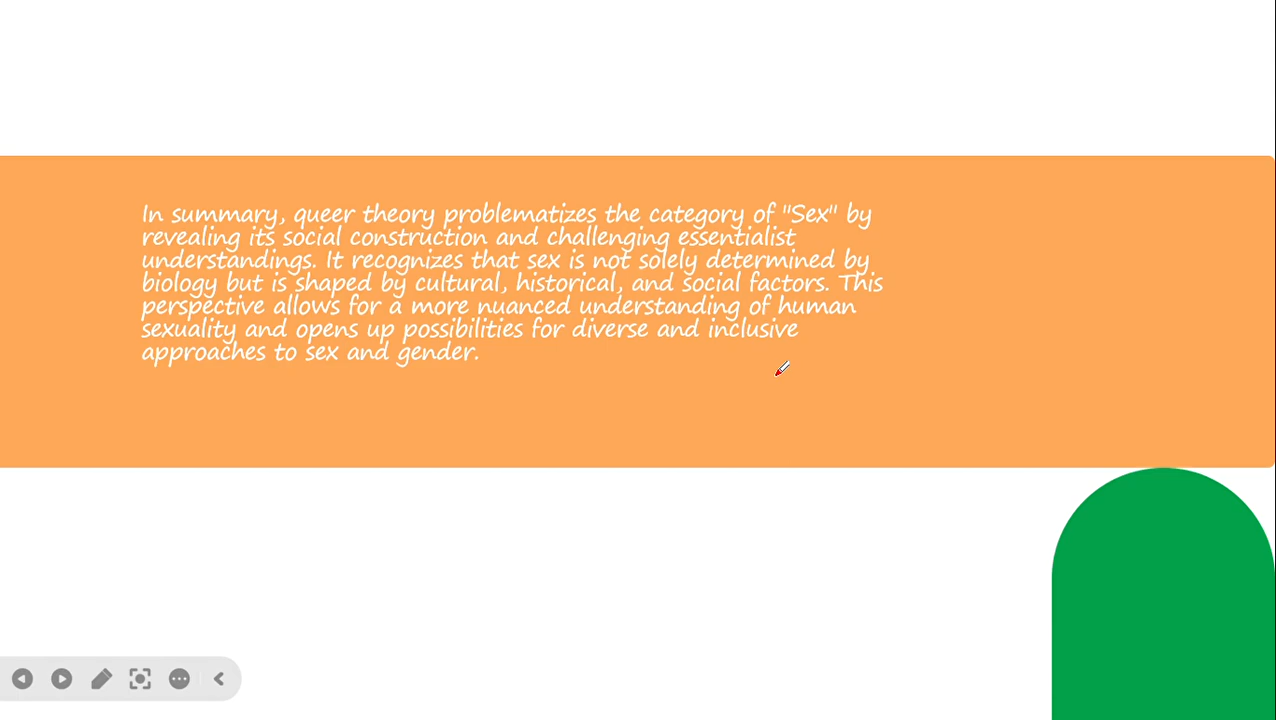 In summary, queer theory problematizes the category of "Sex" by
revealing its social construction and challenging essentialist
understandings. It recognizes that sex is not solely determined by
biology but is shaped by cultural, historical, and social factors. This
perspective allows for a more nuanced understanding of human
sexuality and opens up possibilities for diverse and inclusive
approaches to sex and gender.